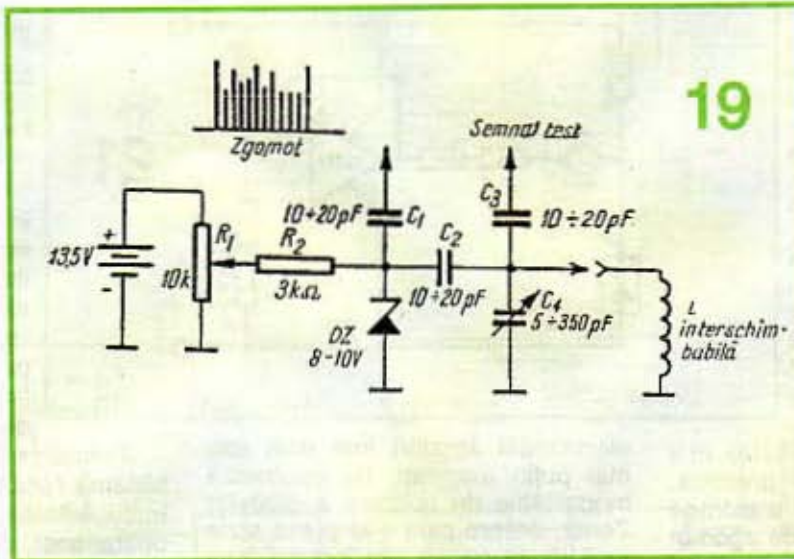 19
Zgomot
Semnal test
10÷20pF
C1
C3
10÷20pF
+
13,5V
-
R1
10k
R2
3kΩ
C2
10÷20pF
C4
5÷350pF
DZ
8-10V
L
interschim-
babilă